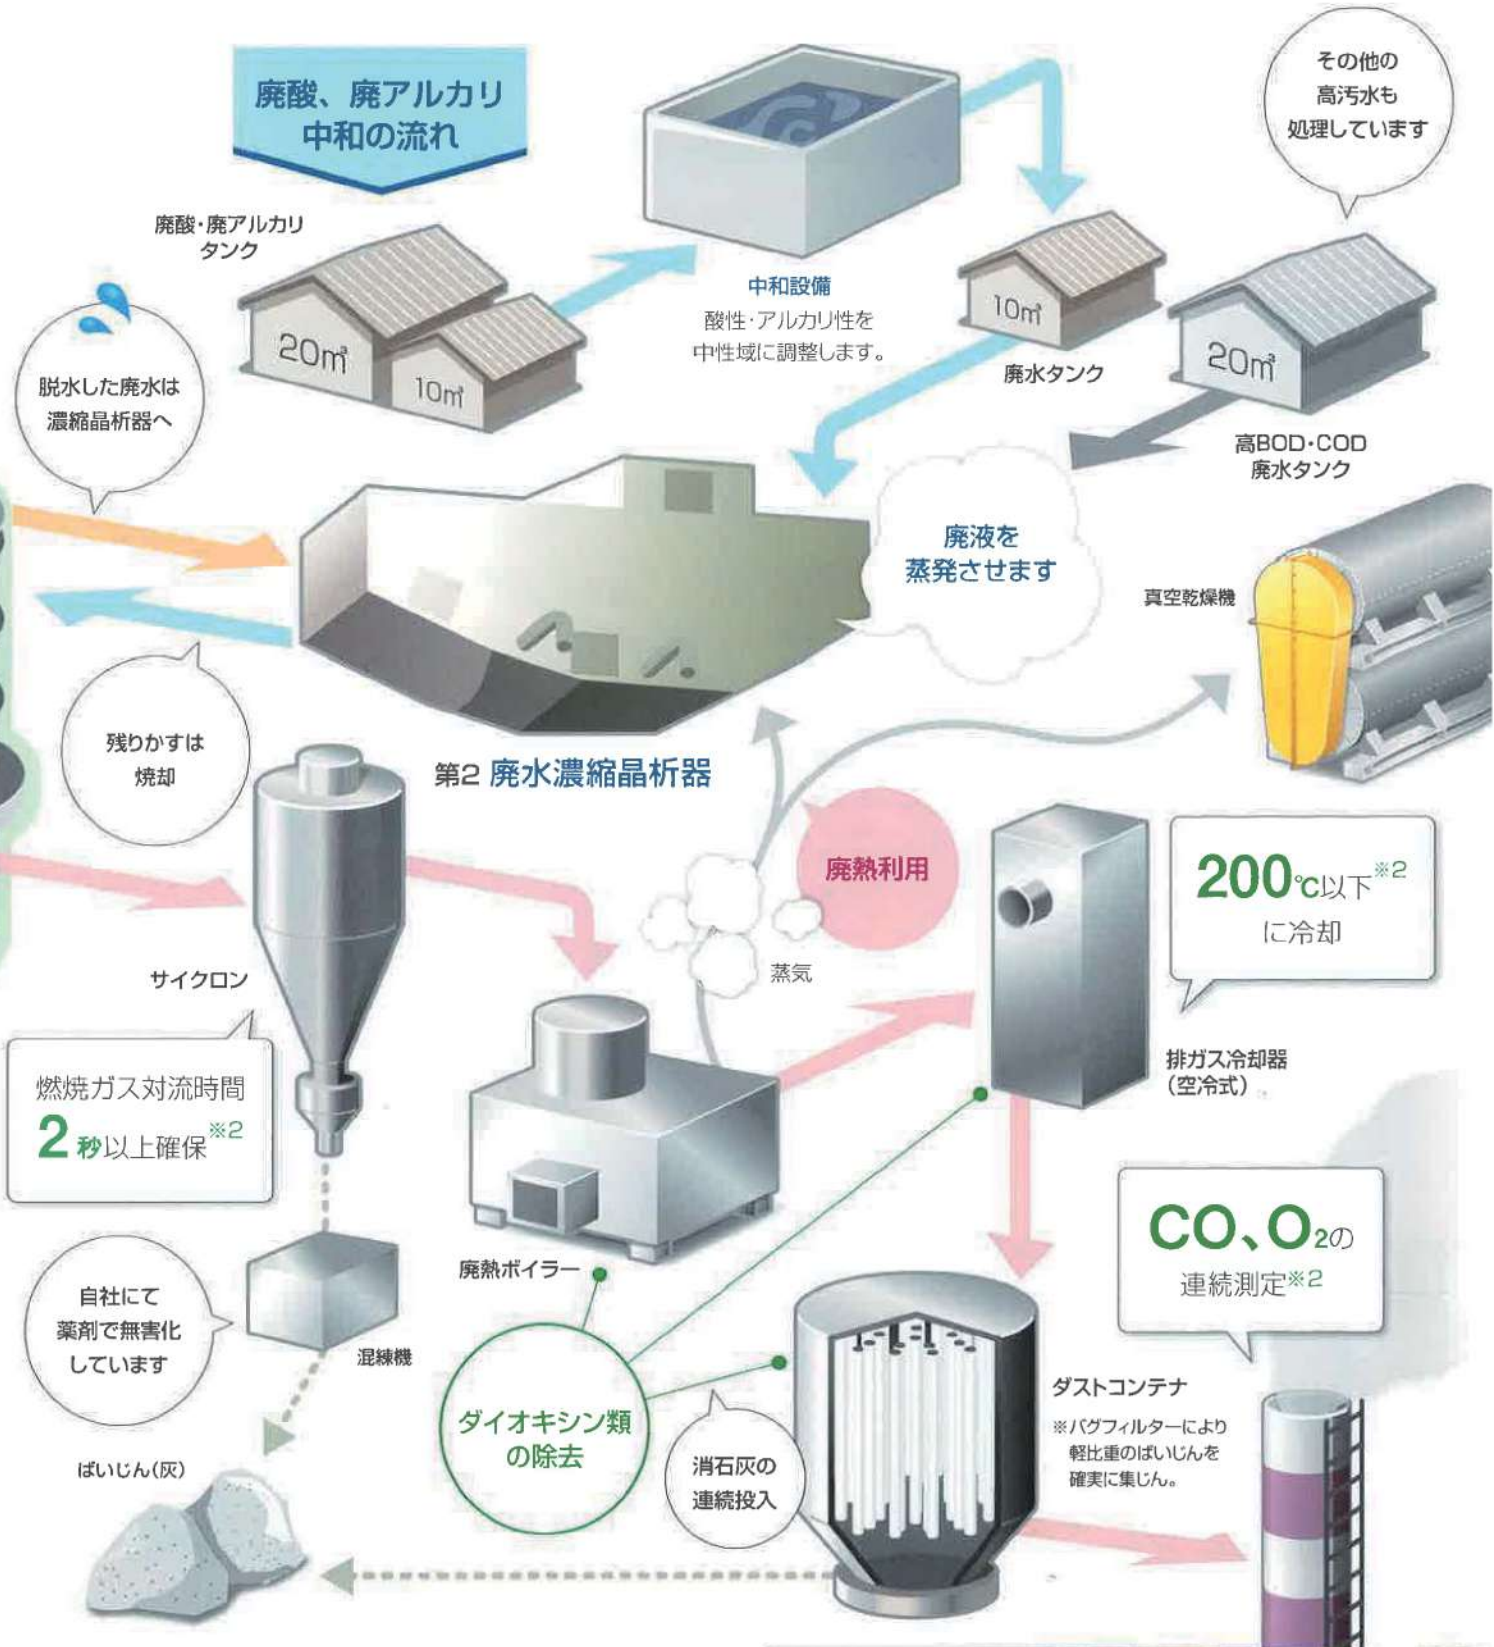 廃酸、廃アルカリ
中和の流れ
その他の
高汚水も
処理しています
廃酸・廃アルカリ
タンク
20㎥
10㎥
中和設備
酸性・アルカリ性を
中性域に調整します。
10㎥
廃水タンク
20㎥
高BOD・COD
廃水タンク
脱水した廃水は
濃縮晶析器へ
廃液を
蒸発させます
真空乾燥機
残りかすは
焼却
第2 廃水濃縮晶析器
廃熱利用
200℃以下※2
に冷却
サイクロン
蒸気
排ガス冷却器
(空冷式)
燃焼ガス対流時間
2秒以上確保※2
廃熱ボイラー
CO、O2の
連続測定※2
自社にて
薬剤で無害化
しています
混練機
ダイオキシン類
の除去
ダストコンテナ
※バグフィルターにより
軽比重のばいじんを
確実に集じん。
消石灰の
連続投入
ばいじん(灰)